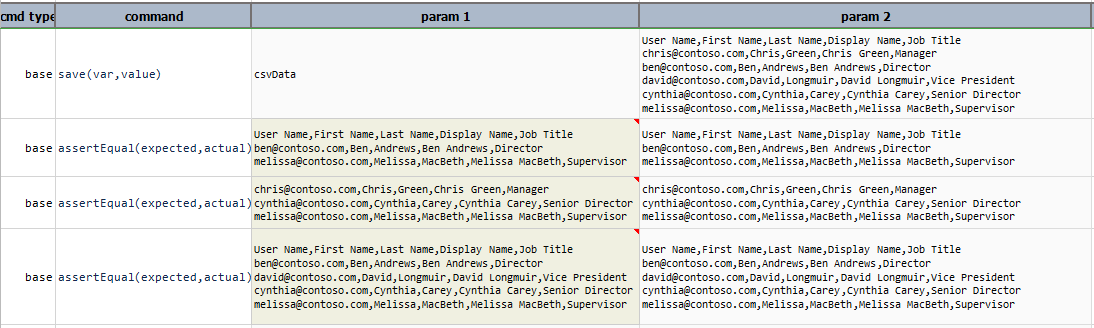 cmd type command param 1 param 2
base save(var,value) csvData
User Name,First Name,Last Name,Display Name,Job Title
chris@contoso.com,Chris,Green,Chris Green,Manager
ben@contoso.com,Ben,Andrews,Ben Andrews,Director
david@contoso.com,David,Longmuir,David Longmuir,Vice President
cynthia@contoso.com,Cynthia,Carey,Cynthia Carey,Senior Director
melissa@contoso.com,Melissa,MacBeth,Melissa MacBeth,Supervisor
base assertEqual(expected,actual)
User Name,First Name,Last Name,Display Name,Job Title
ben@contoso.com,Ben,Andrews,Ben Andrews,Director
melissa@contoso.com,Melissa,MacBeth,Melissa MacBeth,Supervisor
User Name,First Name,Last Name,Display Name,Job Title
ben@contoso.com,Ben,Andrews,Ben Andrews,Director
melissa@contoso.com,Melissa,MacBeth,Melissa MacBeth,Supervisor
base assertEqual(expected,actual)
chris@contoso.com,Chris,Green,Chris Green,Manager
cynthia@contoso.com,Cynthia,Carey,Cynthia Carey,Senior Director
melissa@contoso.com,Melissa,MacBeth,Melissa MacBeth,Supervisor
chris@contoso.com,Chris,Green,Chris Green,Manager
cynthia@contoso.com,Cynthia,Carey,Cynthia Carey,Senior Director
melissa@contoso.com,Melissa,MacBeth,Melissa MacBeth,Supervisor
base assertEqual(expected,actual)
User Name,First Name,Last Name,Display Name,Job Title
ben@contoso.com,Ben,Andrews,Ben Andrews,Director
david@contoso.com,David,Longmuir,David Longmuir,Vice President
cynthia@contoso.com,Cynthia,Carey,Cynthia Carey,Senior Director
melissa@contoso.com,Melissa,MacBeth,Melissa MacBeth,Supervisor
User Name,First Name,Last Name,Display Name,Job Title
ben@contoso.com,Ben,Andrews,Ben Andrews,Director
david@contoso.com,David,Longmuir,David Longmuir,Vice President
cynthia@contoso.com,Cynthia,Carey,Cynthia Carey,Senior Director
melissa@contoso.com,Melissa,MacBeth,Melissa MacBeth,Supervisor